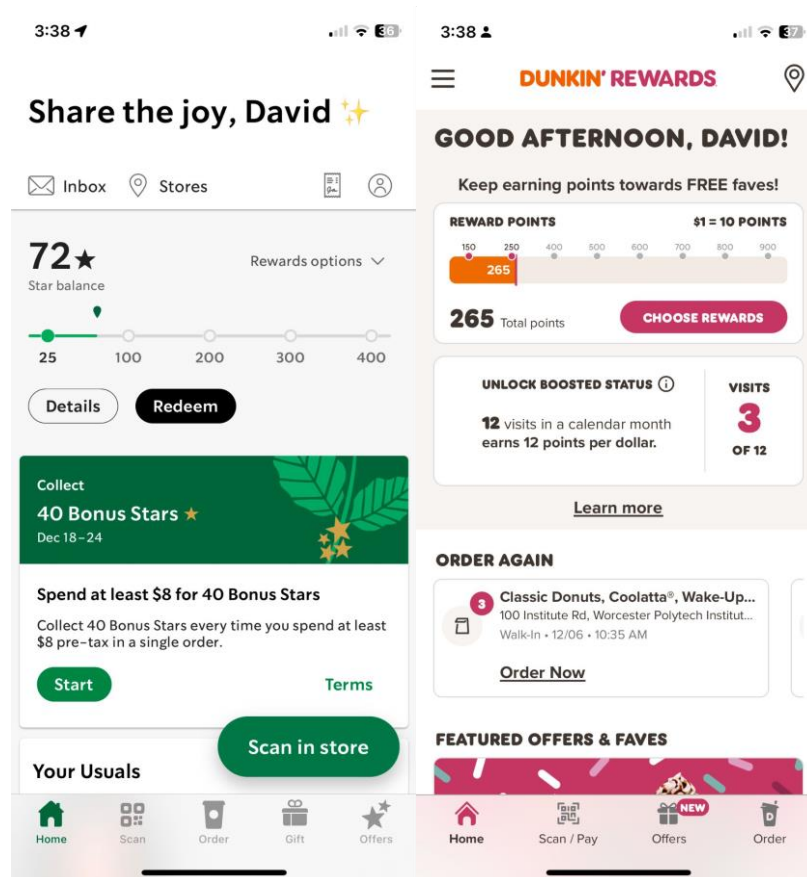 3:38
36
Share the joy, David
Inbox
Stores
72
Star balance
Rewards options
25 100 200 300 400
Details
Redeem
Collect
40 Bonus Stars
Dec 18-24
Spend at least $8 for 40 Bonus Stars
Collect 40 Bonus Stars every time you spend at least
$8 pre-tax in a single order.
Start
Terms
Scan in store
Your Usuals
Home Scan Order Gift Offers
3:38
37
DUNKIN' REWARDS
GOOD AFTERNOON, DAVID!
Keep earning points towards FREE faves!
REWARD POINTS $1 = 10 POINTS
150 250 400 500 600 700 800 900
265
265 Total points
CHOOSE REWARDS
UNLOCK BOOSTED STATUS
12 visits in a calendar month
earns 12 points per dollar.
VISITS
3
OF 12
Learn more
ORDER AGAIN
3
Classic Donuts, Coolatta®, Wake-Up...
100 Institute Rd, Worcester Polytech Institut...
Walk-In • 12/06 • 10:35 AM
Order Now
FEATURED OFFERS & FAVES
NEW
D
Home Scan / Pay Offers Order